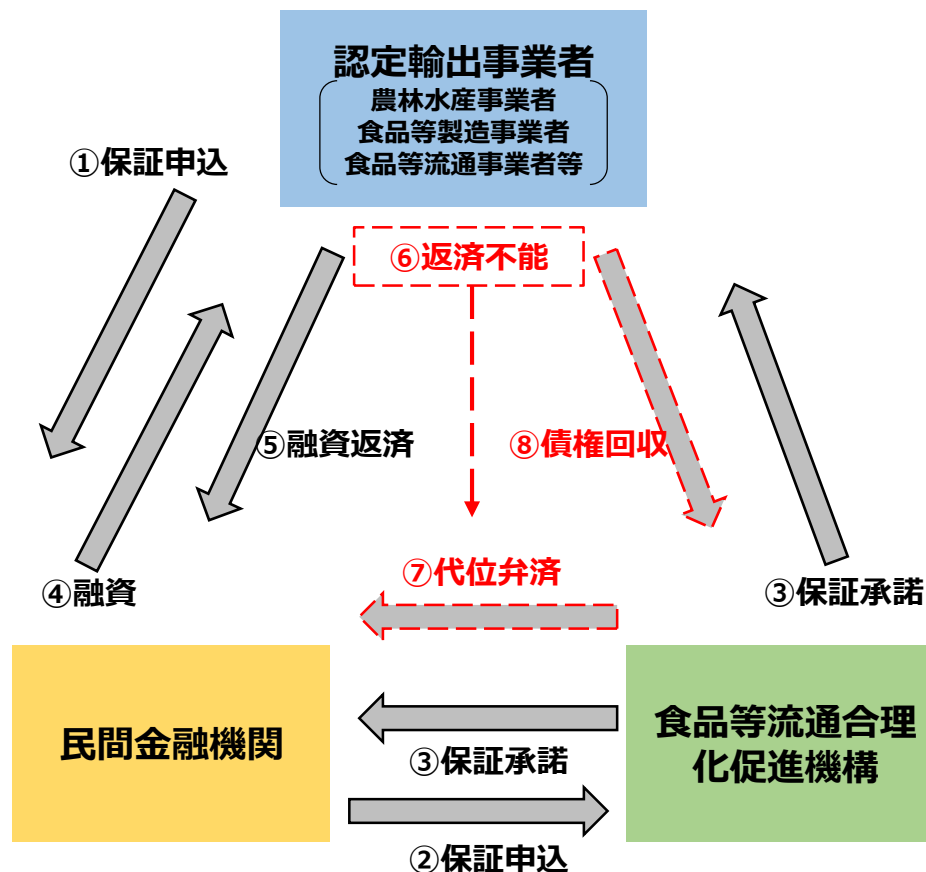 認定輸出事業者
農林水産事業者
食品等製造事業者
食品等流通事業者等
①保証申込
⑥返済不能
⑤融資返済
⑧債権回収
④融資
⑦代位弁済
③保証承諾
民間金融機関
③保証承諾
食品等流通合理
化促進機構
②保証申込